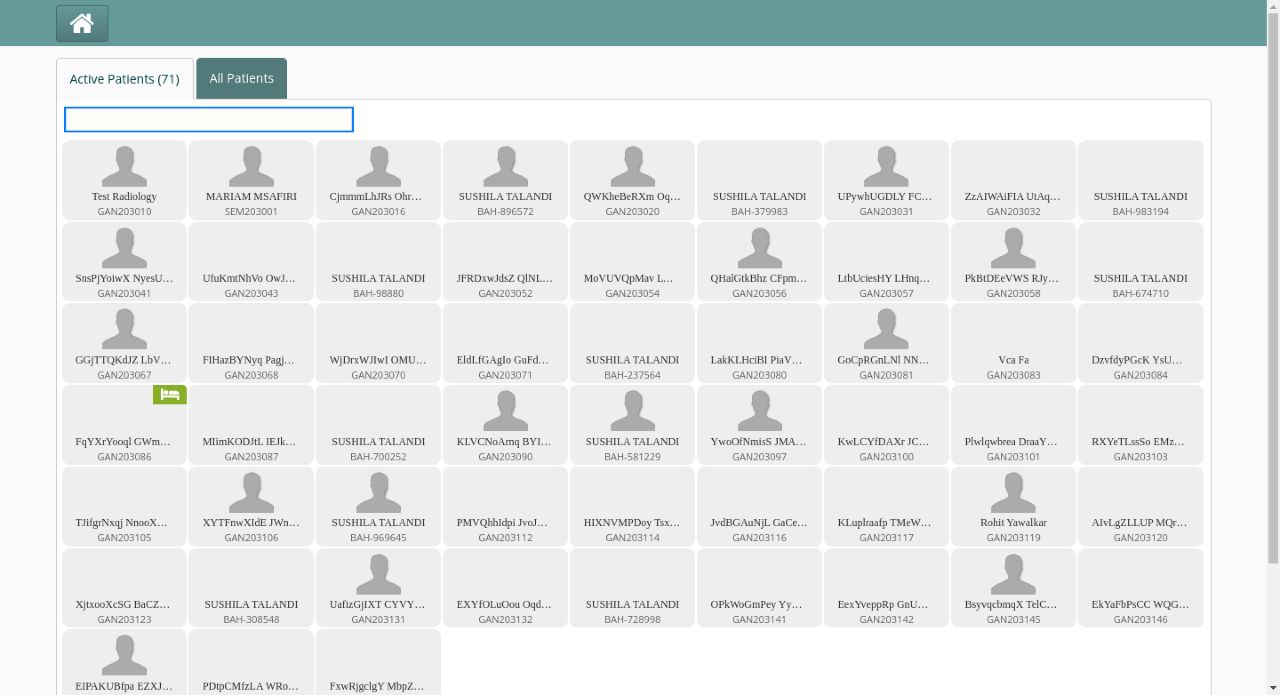 Active Patients (71)
All Patients
Test Radiology
GAN203010
MARIAM MSAFIRI
SEM203001
CjmmmLhJRs Ohr…
GAN203016
SUSHILA TALANDI
BAH-896572
QWKheBeRXm Oq…
GAN203020
SUSHILA TALANDI
BAH-379983
UPywhUGDLY FC…
GAN203031
ZzAIWAiFIA UtAq…
GAN203032
SUSHILA TALANDI
BAH-983194
SnsPjYoiwX NyesU…
GAN203041
UfuKmtNhVo OwJ…
GAN203043
SUSHILA TALANDI
BAH-98880
JFRDxwJdsZ QlNL…
GAN203052
MoVUVQpMav L…
GAN203054
QHalGtkBhz CFpm…
GAN203056
LtbUciesHY LHnq…
GAN203057
PkBtDEeVWS RJy…
GAN203058
SUSHILA TALANDI
BAH-674710
GGjTTQKdJZ LbV…
GAN203067
FIHazBYNyq Pagj…
GAN203068
WjDrxWJIwI OMU…
GAN203070
EldLfGAgIo GuFd…
GAN203071
SUSHILA TALANDI
BAH-237564
LakKLHciBI PiaV…
GAN203080
GoCpRGnLNl NN…
GAN203081
Vca Fa
GAN203083
DzvfdyPGcK YsU…
GAN203084
FqYXrYooql GWm…
GAN203086
MIimKODJtL IEJk…
GAN203087
SUSHILA TALANDI
BAH-700252
KLVCNoArnq BYI…
GAN203090
SUSHILA TALANDI
BAH-581229
YwoOfNmisS JMA…
GAN203097
KwLCYfDAXr JC…
GAN203100
Plwlqwbrea DraaY…
GAN203101
RXYeTLssSo EMz…
GAN203103
TJifgrNxqj NnooX…
GAN203105
XYTFnwXIdE JWn…
GAN203106
SUSHILA TALANDI
BAH-969645
PMVQhhIdpi JvoJ…
GAN203112
HIXNVMPDoy Tsx…
GAN203114
JvdBGAuNjL GaCe…
GAN203116
KLuplraafp TMeW…
GAN203117
Rohit Yawalkar
GAN203119
AIvLgZLLUP MQr…
GAN203120
XjtxooXcSG BaCZ…
GAN203123
SUSHILA TALANDI
BAH-308548
UafizGjIXT CYVY…
GAN203131
EXYfOLuOou Oqd…
GAN203132
SUSHILA TALANDI
BAH-728998
OPkWoGmPey Yy…
GAN203141
EexYveppRp GnU…
GAN203142
BsyvqcbmqX TelC…
GAN203145
EkYaFbPsCC WQG…
GAN203146
EIPAKUBfpa EZXJ…
PDtpCMfzLA WRo…
FxwRjgclgY MbpZ…